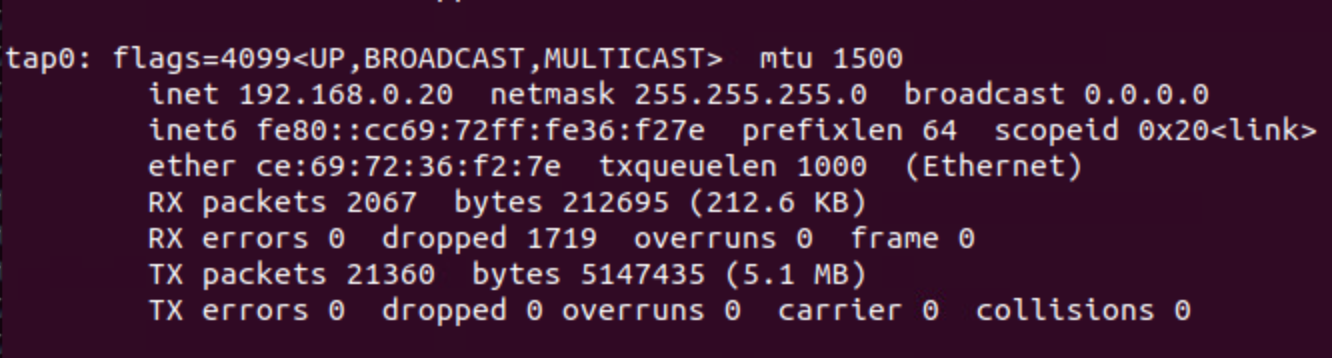 tap0: flags=4099<UP,BROADCAST,MULTICAST>  mtu 1500
        inet 192.168.0.20  netmask 255.255.255.0  broadcast 0.0.0.0
        inet6 fe80::cc69:72ff:fe36:f27e  prefixlen 64  scopeid 0x20<link>
        ether ce:69:72:36:f2:7e  txqueuelen 1000  (Ethernet)
        RX packets 2067  bytes 212695 (212.6 KB)
        RX errors 0  dropped 1719  overruns 0  frame 0
        TX packets 21360  bytes 5147435 (5.1 MB)
        TX errors 0  dropped 0 overruns 0  carrier 0  collisions 0